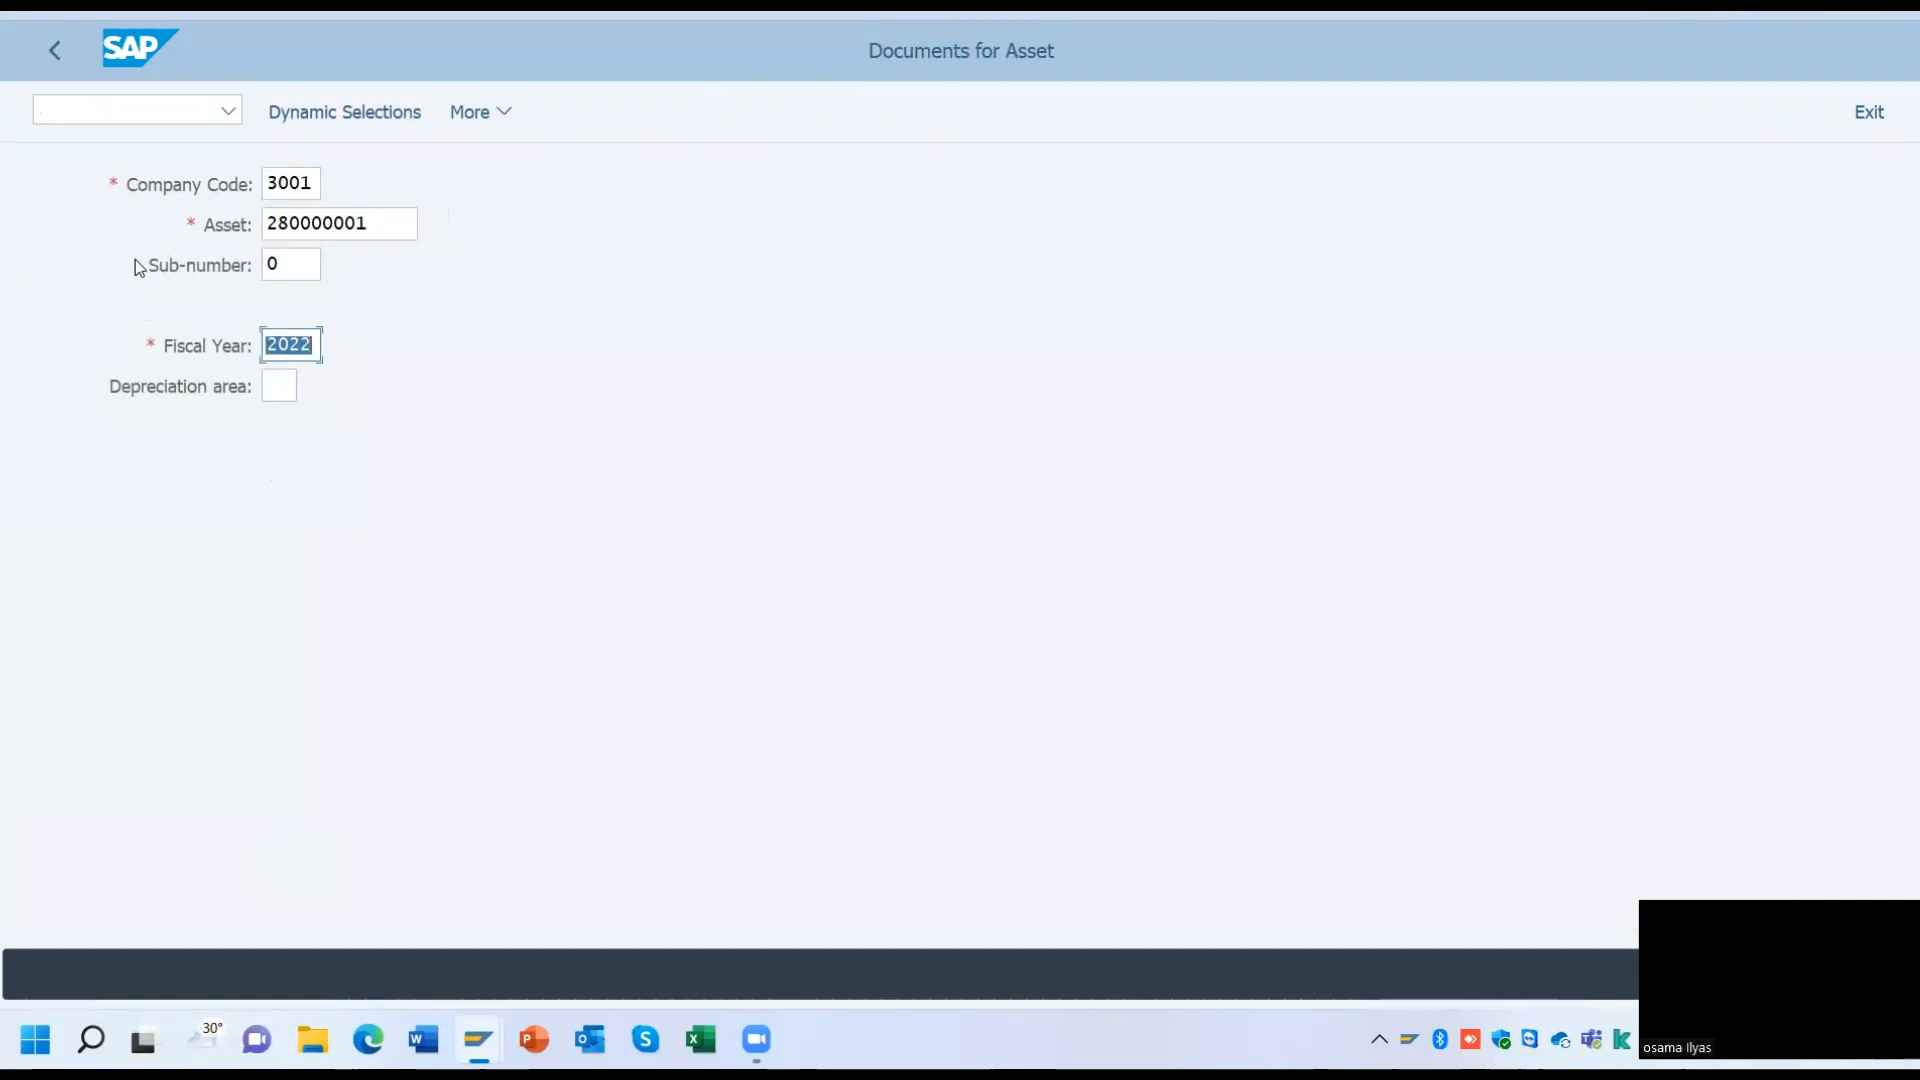 SAP
Documents for Asset
Dynamic Selections More
Exit
* Company Code: 3001
* Asset: 280000001
Sub-number: 0
* Fiscal Year: 2022
Depreciation area:
30°
osama Ilyas